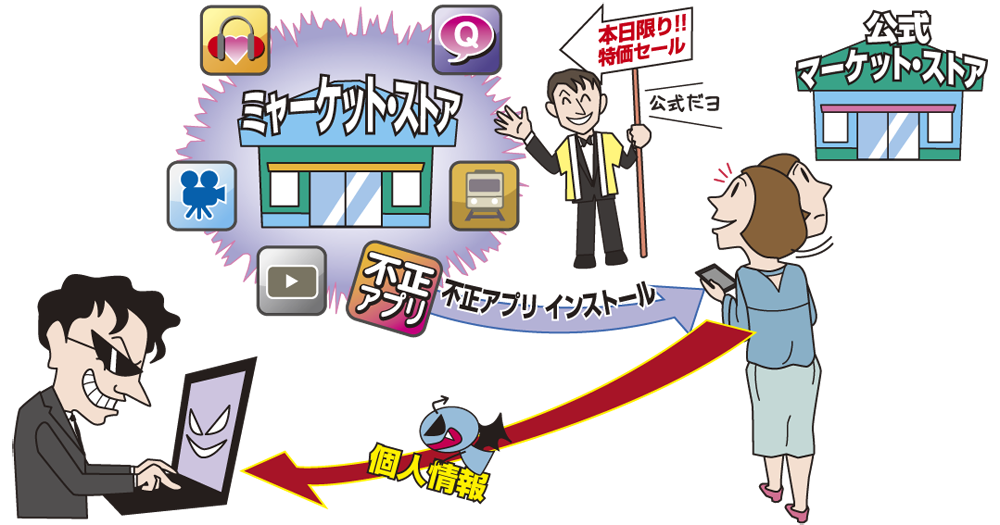 Q
ミャーケット・ストア
本日限り!!
特価セール
公式だヨ
公式
マーケット・ストア
不正
アプリ
不正アプリ インストール
個人情報